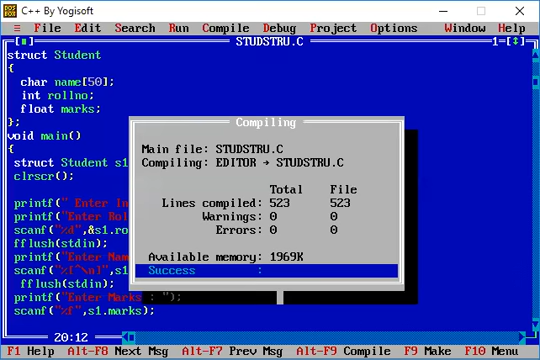 C++ By Yogisoft
≡ File Edit Search Run Compile Debug Project Options Window Help
STUDSTRU.C 1=[↕]
struct Student
{
char name[50];
int rollno;
float marks;
};
void main()
{
struct Student s1
clrscr();
printf(" Enter In
printf("Enter Rol
scanf("%d",&s1.ro
fflush(stdin);
printf("Enter Nam
scanf("%[^\n]",s1
fflush(stdin);
printf("Enter Marks : ");
scanf("%f",s1.marks);
20:12
Compiling
Main file: STUDSTRU.C
Compiling: EDITOR → STUDSTRU.C
Total File
Lines compiled: 523 523
Warnings: 0 0
Errors: 0 0
Available memory: 1969K
Success :
F1 Help Alt-F8 Next Msg Alt-F7 Prev Msg Alt-F9 Compile F9 Make F10 Menu